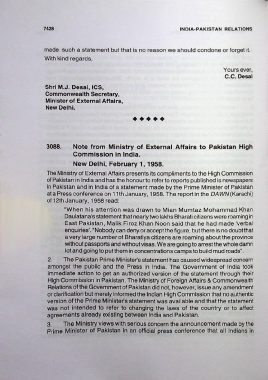 7428 INDIA-PAKISTAN RELATIONS
made such a statement but that is no reason we should condone or forget it.
With kind regards,
Yours ever,
C.C. Desai
Shri M.J. Desai, ICS,
Commonwealth Secretary,
Minister of External Affairs,
New Delhi.
◆ ◆ ◆ ◆ ◆
3088. Note from Ministry of External Affairs to Pakistan High
Commission in India.
New Delhi, February 1, 1958.
The Ministry of External Affairs presents its compliments to the High Commission
of Pakistan in India and has the honour to refer to reports published in newspapers
in Pakistan and in India of a statement made by the Prime Minister of Pakistan
at a Press conference on 11th January, 1958. The report in the DAWN (Karachi)
of 12th January, 1958 read:
"When his attention was drawn to Mian Mumtaz Mohammad Khan
Daulatana's statement that nearly two lakhs Bharati citizens were roaming in
East Pakistan, Malik Firoz Khan Noon said that he had made verbal
enquiries'. "Nobody can deny or accept the figure, but there is no doubt that
a very large number of Bharatiya citizens are roaming about the province
without passports and without visas. We are going to arrest the whole damn
lot and going to put them in concentrations camps to build mud roads".
2. The Pakistan Prime Minister's statement has caused widespread concern
amongst the public and the Press in India. The Government of India took
immediate action to get an authorized version of the statement through their
High Commission in Pakistan. The Ministry of Foreign Affairs & Commonwealth
Relations of the Government of Pakistan did not, however, issue any amendment
or clarification but merely informed the Indian High Commission that no authentic
version of the Prime Minister's statement was available and that the statement
was not intended to refer to changing the laws of the country or to affect
agreements already existing between India and Pakistan.
3. The Ministry views with serious concern the announcement made by the
Prime Minister of Pakistan in an official press conference that all Indians in